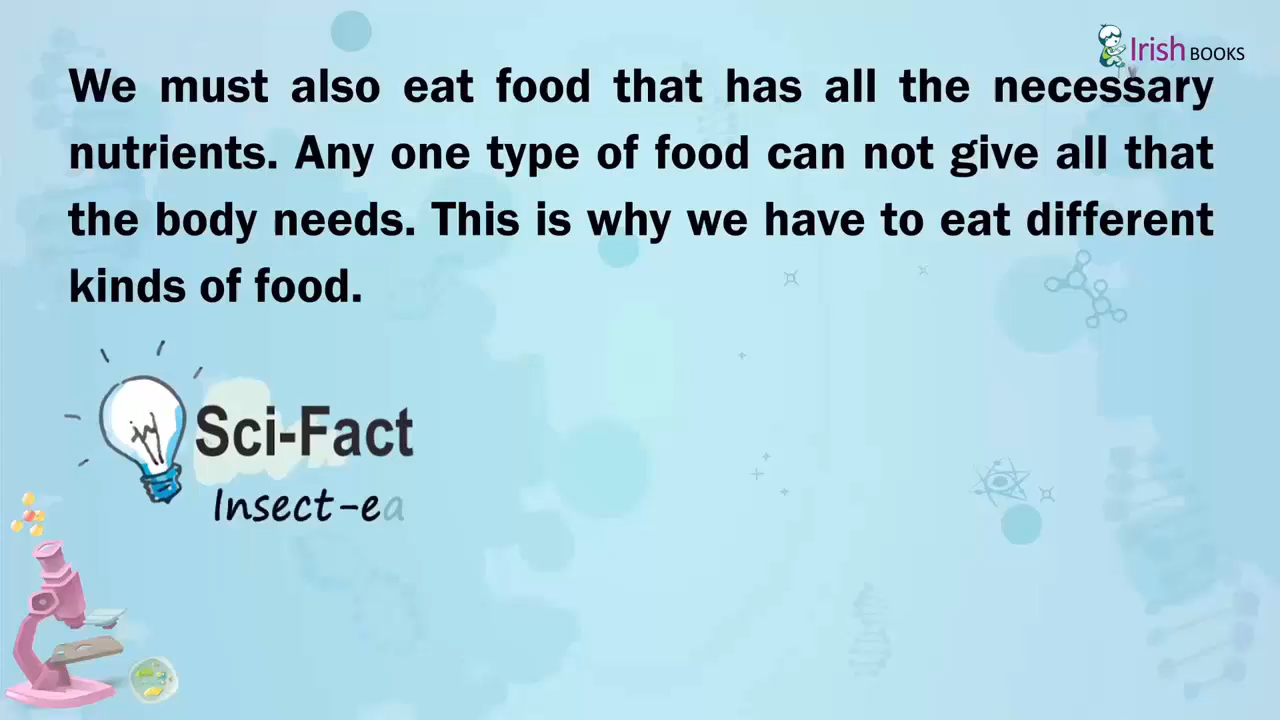 Irish BOOKS
We must also eat food that has all the necessary
nutrients. Any one type of food can not give all that
the body needs. This is why we have to eat different
kinds of food.
Sci-Fact
Insect-ea